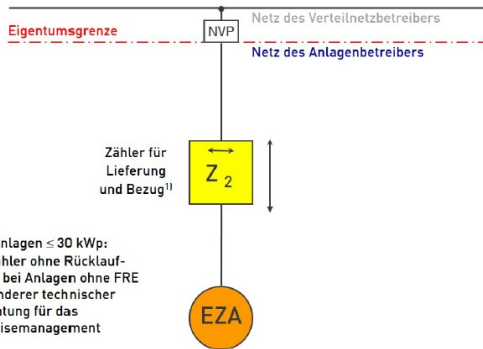 Netz des Verteilnetzbetreibers
Eigentumsgrenze
NVP
Netz des Anlagenbetreibers
Zähler für
Lieferung
und Bezug¹⁾
Z 2
nlagen ≤ 30 kWp:
hler ohne Rücklauf-
bei Anlagen ohne FRE
nderer technischer
htung für das
isemanagement
EZA